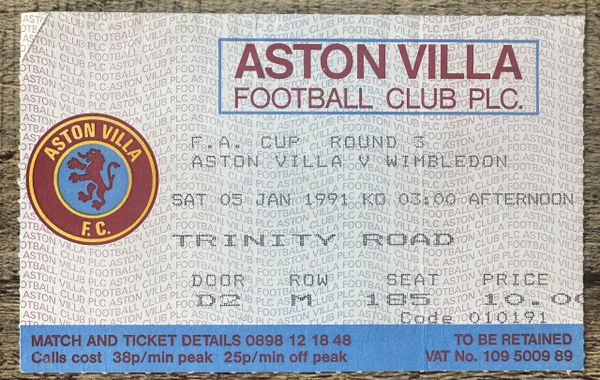 ASTON VILLA
FOOTBALL CLUB PLC.
ASTON VILLA
F.C.
F.A. CUP ROUND 3
ASTON VILLA V WIMBLEDON
SAT 05 JAN 1991 KO 03:00 AFTERNOON
TRINITY ROAD
DOOR ROW SEAT PRICE
D2 M 185 10.00
Code 010191
MATCH AND TICKET DETAILS 0898 12 18 48
Calls cost 38p/min peak 25p/min off peak
TO BE RETAINED
VAT No. 109 5009 89